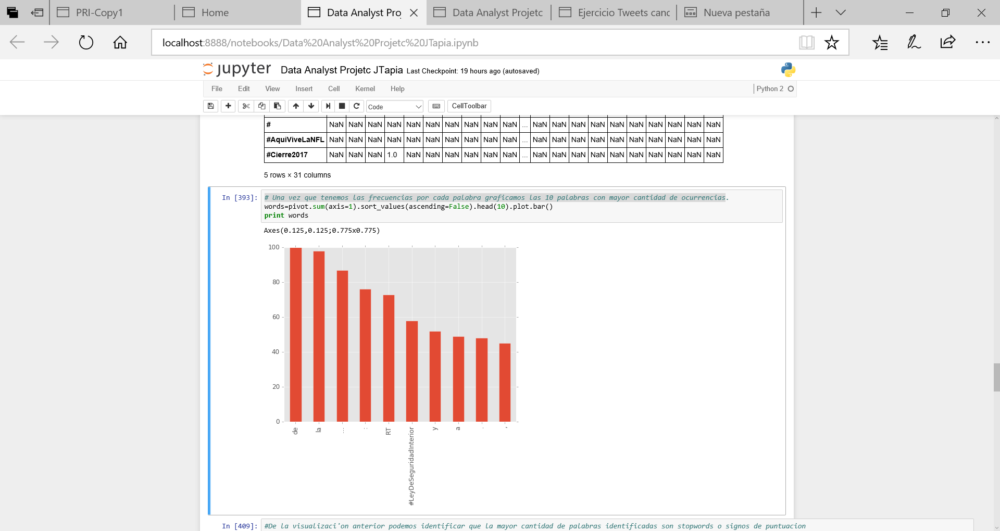 PRI-Copy1
Home
Data Analyst Pro
Data Analyst Projetc
Ejercicio Tweets canc
Nueva pestaña
localhost:8888/notebooks/Data%20Analyst%20Projetc%20JTapia.ipynb
jupyter Data Analyst Projetc JTapia Last Checkpoint: 19 hours ago (autosaved)
File Edit View Insert Cell Kernel Help Python 2
Code CellToolbar
# NaN NaN NaN NaN NaN NaN NaN NaN NaN NaN ... NaN NaN NaN NaN NaN NaN NaN NaN NaN NaN
#AquiViveLaNFL NaN NaN NaN NaN NaN NaN NaN NaN NaN NaN ... NaN NaN NaN NaN NaN NaN NaN NaN NaN NaN
#Cierre2017 NaN NaN NaN 1.0 NaN NaN NaN NaN NaN NaN ... NaN NaN NaN NaN NaN NaN NaN NaN NaN NaN
5 rows × 31 columns
In [393]: # Una vez que tenemos las frecuencias por cada palabra graficamos las 10 palabras con mayor cantidad de ocurrencias.
words=pivot.sum(axis=1).sort_values(ascending=False).head(10).plot.bar()
print words
Axes(0.125,0.125;0.775x0.775)
100
80
60
40
20
0
de
la
...
:
RT
#LeyDeSeguridadInterior
y
a
.
,
In [409]: #De la visualizaci'on anterior podemos identificar que la mayor cantidad de palabras identificadas son stopwords o signos de puntuacion